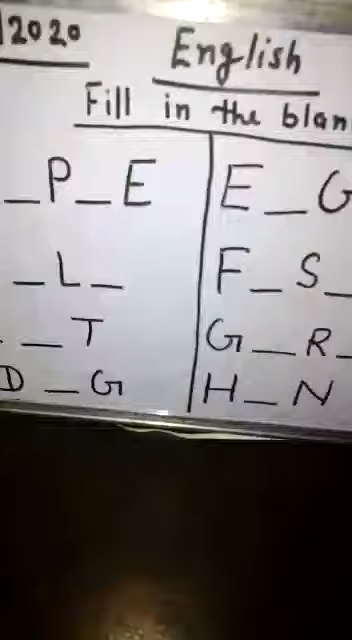 2020
English
Fill in the blan
_P_E
E_G
_L_
F_S_
_T
G_R_
D_G
H_N